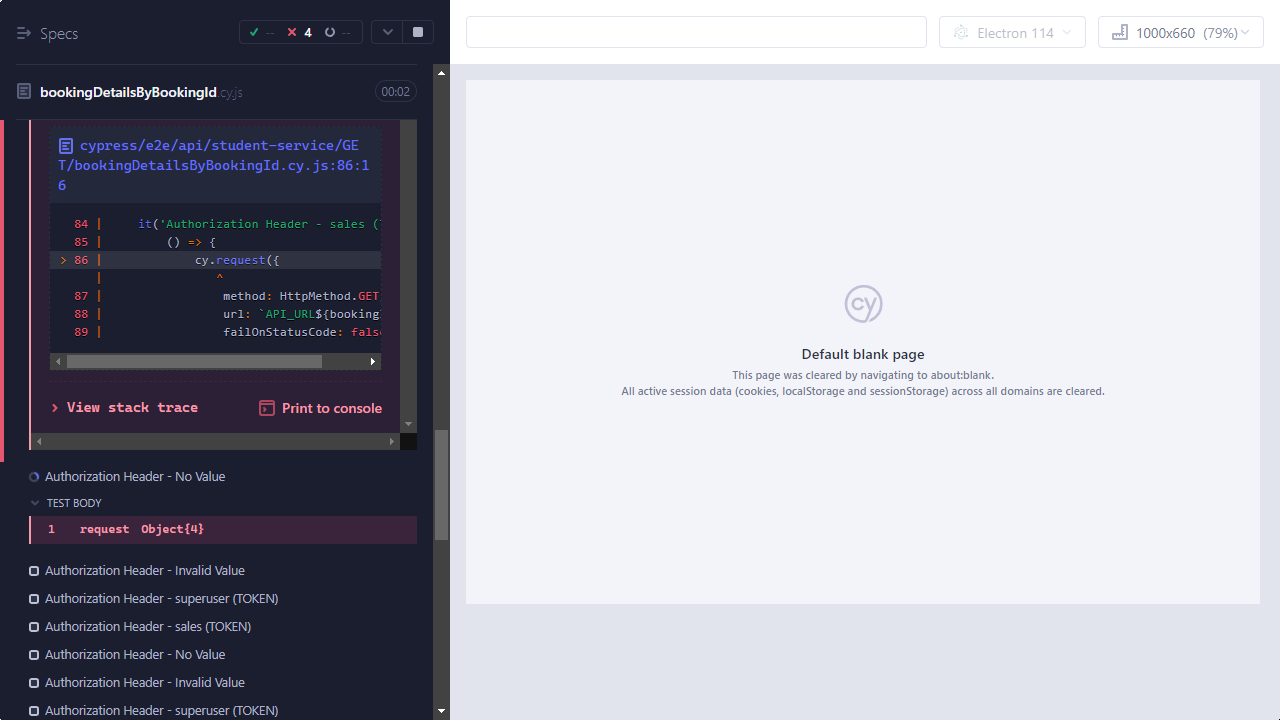 Specs
-- 4 --
Electron 114
1000x660 (79%)
bookingDetailsByBookingId.cy.js
00:02
cypress/e2e/api/student-service/GE
T/bookingDetailsByBookingId.cy.js:86:1
6
84 | it('Authorization Header - sales (
85 | () => {
> 86 | cy.request({
| ^
87 | method: HttpMethod.GET
88 | url: `API_URL${booking
89 | failOnStatusCode: false
> View stack trace
Print to console
Authorization Header - No Value
TEST BODY
1 request Object{4}
Authorization Header - Invalid Value
Authorization Header - superuser (TOKEN)
Authorization Header - sales (TOKEN)
Authorization Header - No Value
Authorization Header - Invalid Value
Authorization Header - superuser (TOKEN)
cy
Default blank page
This page was cleared by navigating to about:blank.
All active session data (cookies, localStorage and sessionStorage) across all domains are cleared.